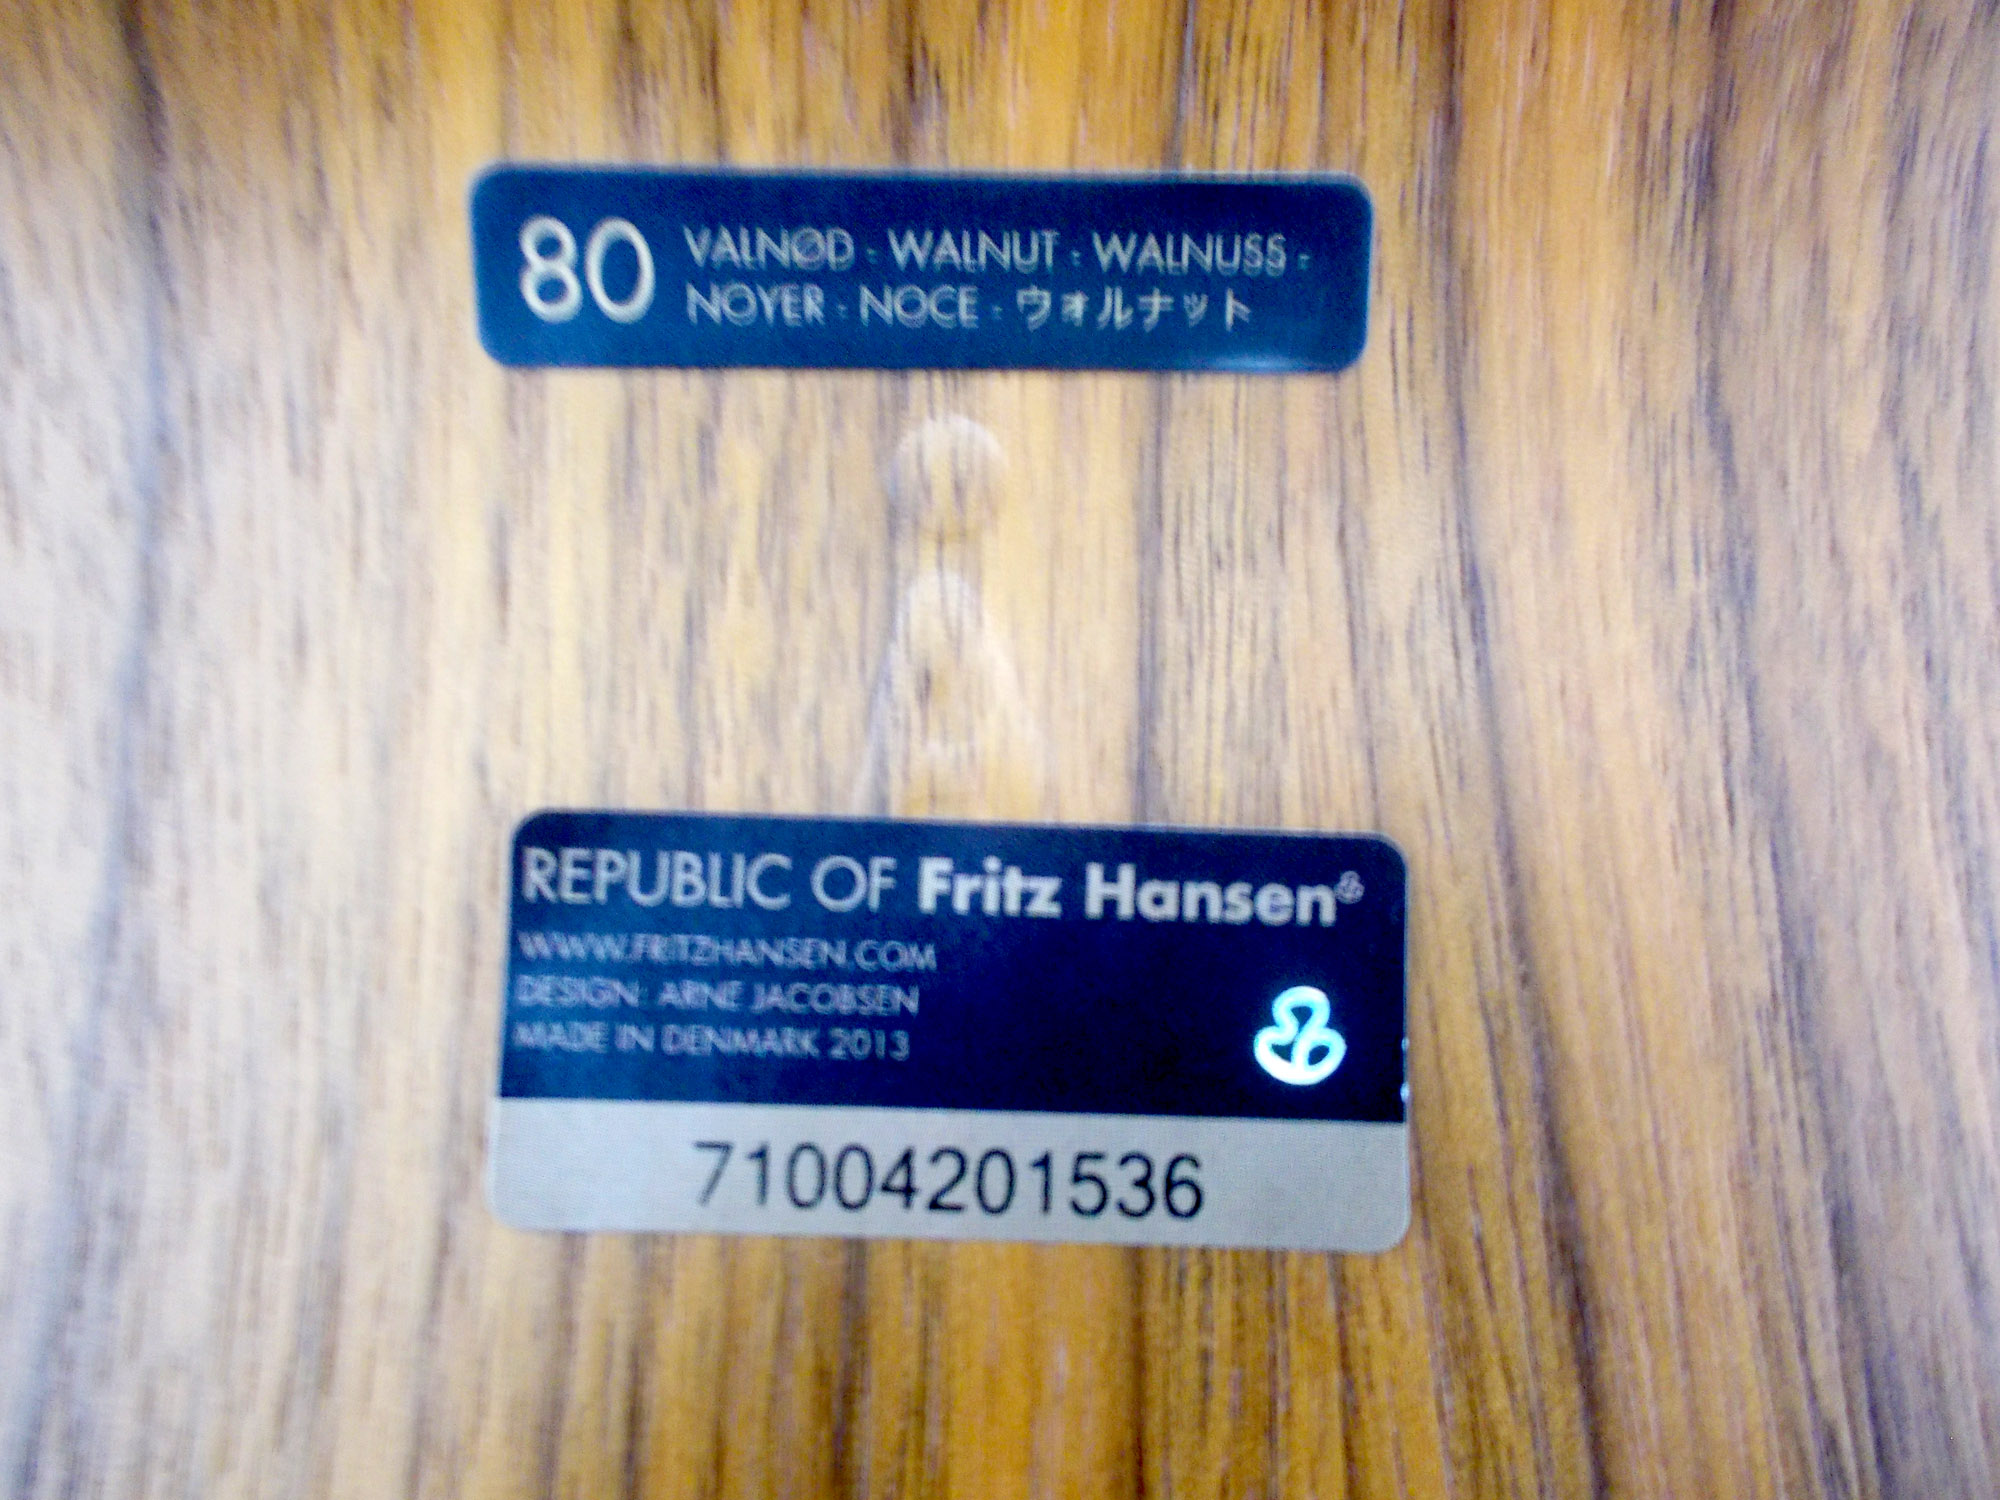 80
VALNØD - WALNUT - WALNUSS -
NOYER - NOCE - ウォルナット
REPUBLIC OF Fritz Hansen
WWW.FRITZHANSEN.COM
DESIGN: ARNE JACOBSEN
MADE IN DENMARK 2013
71004201536